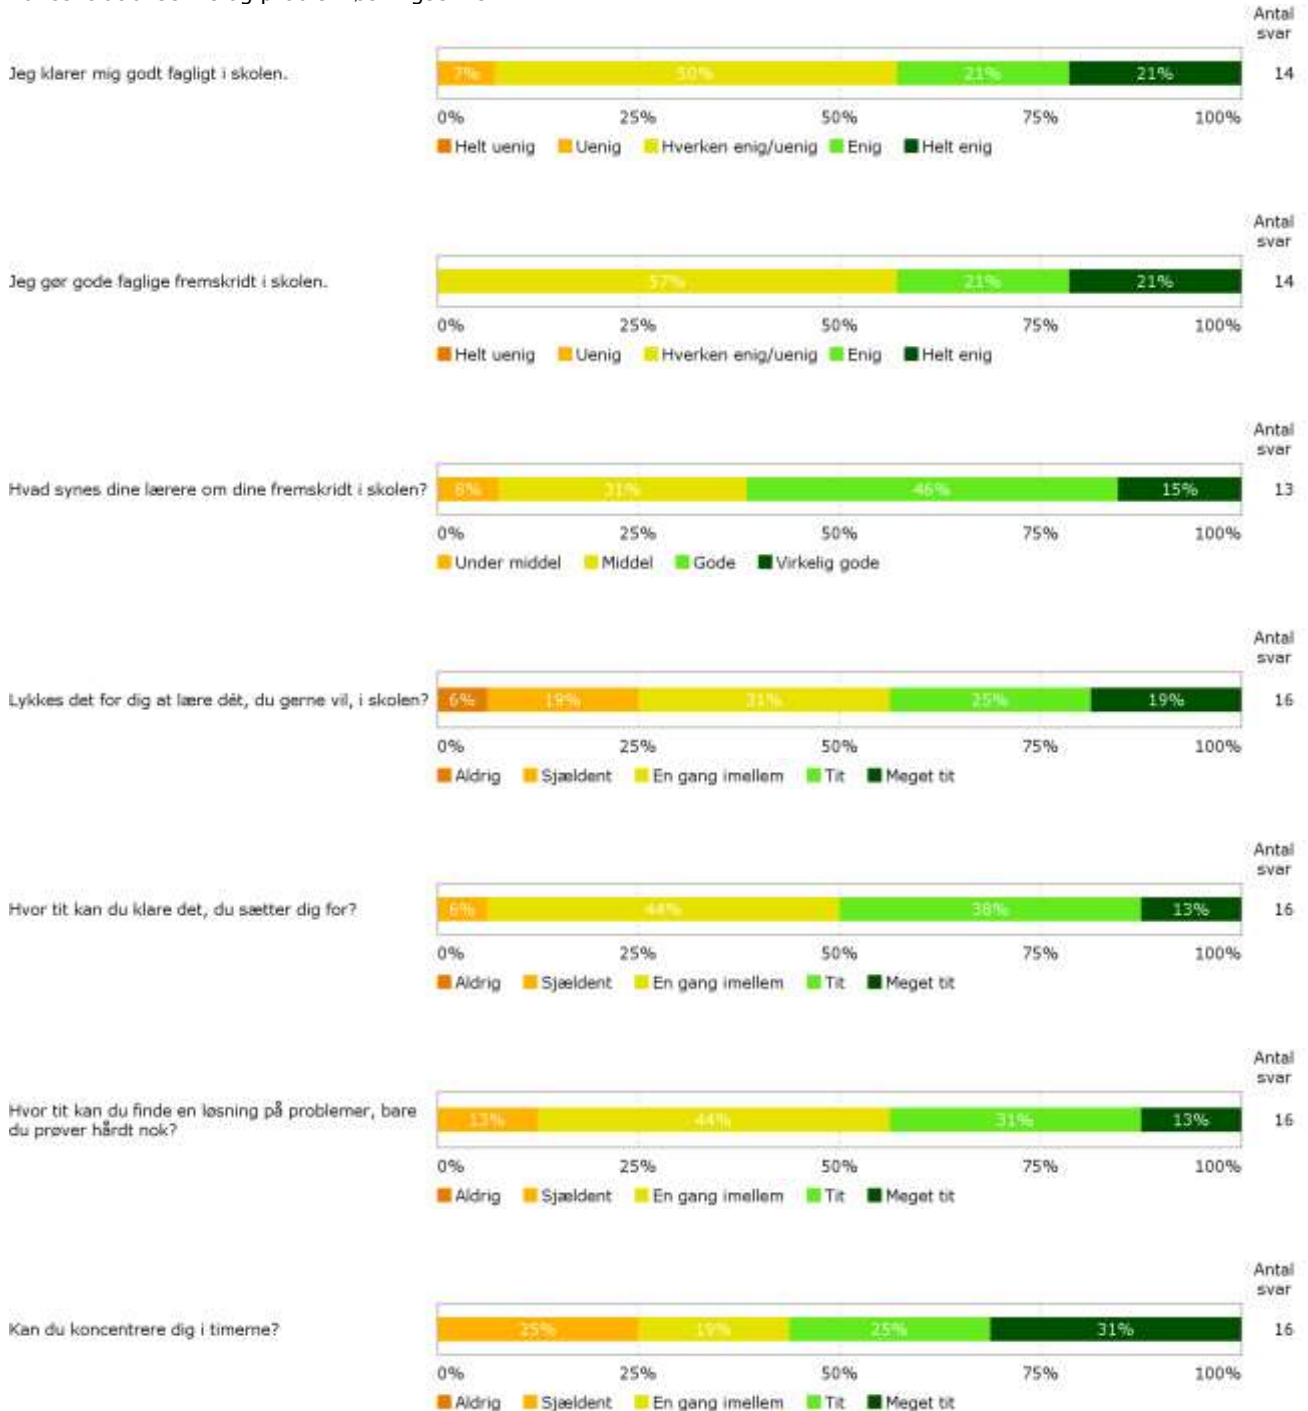 Antal
svar
Jeg klarer mig godt fagligt i skolen.
7% 50% 21% 21% 14
0% 25% 50% 75% 100%
Helt uenig Uenig Hverken enig/uenig Enig Helt enig
Antal
svar
Jeg gør gode faglige fremskridt i skolen.
57% 21% 21% 14
0% 25% 50% 75% 100%
Helt uenig Uenig Hverken enig/uenig Enig Helt enig
Antal
svar
Hvad synes dine lærere om dine fremskridt i skolen?
8% 31% 46% 15% 13
0% 25% 50% 75% 100%
Under middel Middel Gode Virkelig gode
Antal
svar
Lykkes det for dig at lære dét, du gerne vil, i skolen?
6% 19% 31% 25% 19% 16
0% 25% 50% 75% 100%
Aldrig Sjældent En gang imellem Tit Meget tit
Antal
svar
Hvor tit kan du klare det, du sætter dig for?
6% 44% 38% 13% 16
0% 25% 50% 75% 100%
Aldrig Sjældent En gang imellem Tit Meget tit
Antal
svar
Hvor tit kan du finde en løsning på problemer, bare
du prøver hårdt nok?
13% 44% 31% 13% 16
0% 25% 50% 75% 100%
Aldrig Sjældent En gang imellem Tit Meget tit
Antal
svar
Kan du koncentrere dig i timerne?
25% 19% 25% 31% 16
0% 25% 50% 75% 100%
Aldrig Sjældent En gang imellem Tit Meget tit